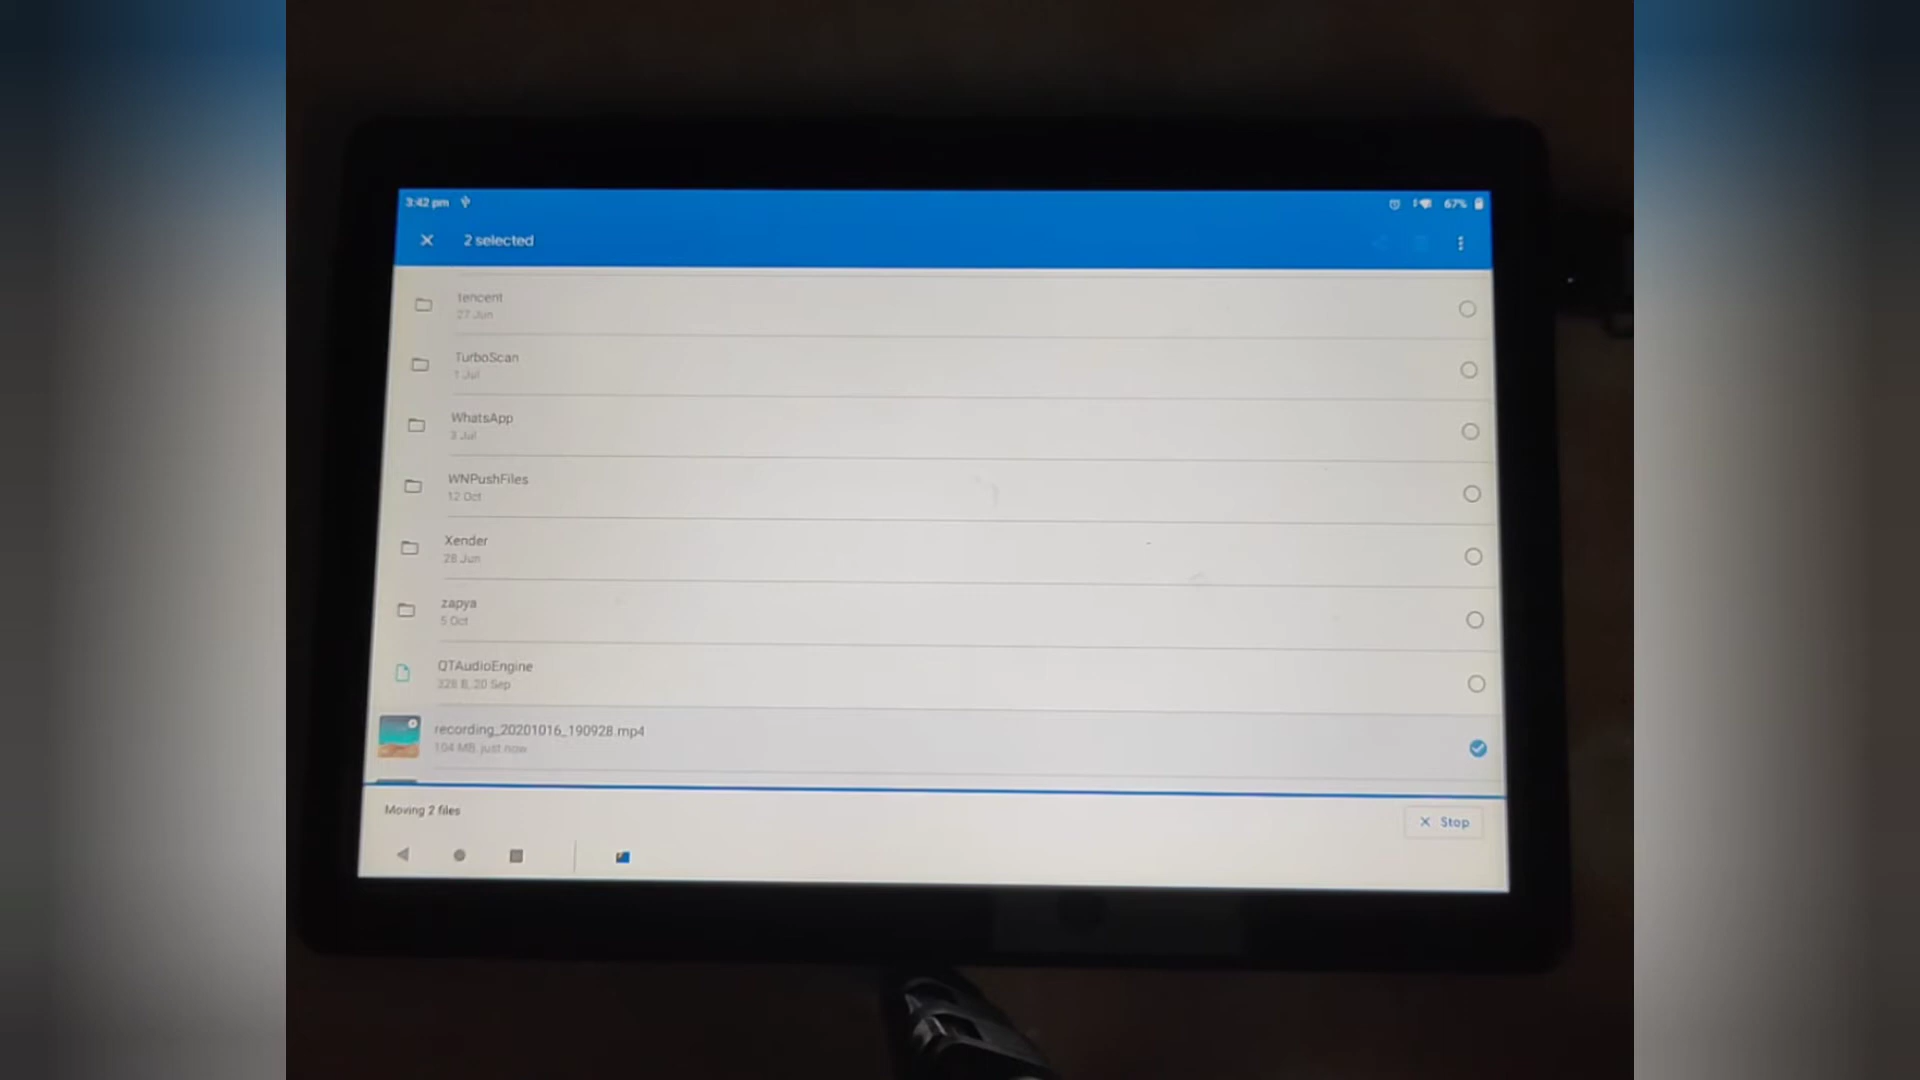 3:42 pm
67%
2 selected
tencent
27 Jun
TurboScan
1 Jul
WhatsApp
3 Jul
WNPushFiles
12 Oct
Xender
28 Jun
zapya
5 Oct
QTAudioEngine
328 B, 20 Sep
recording_20201016_190928.mp4
104 MB, just now
Moving 2 files
Stop